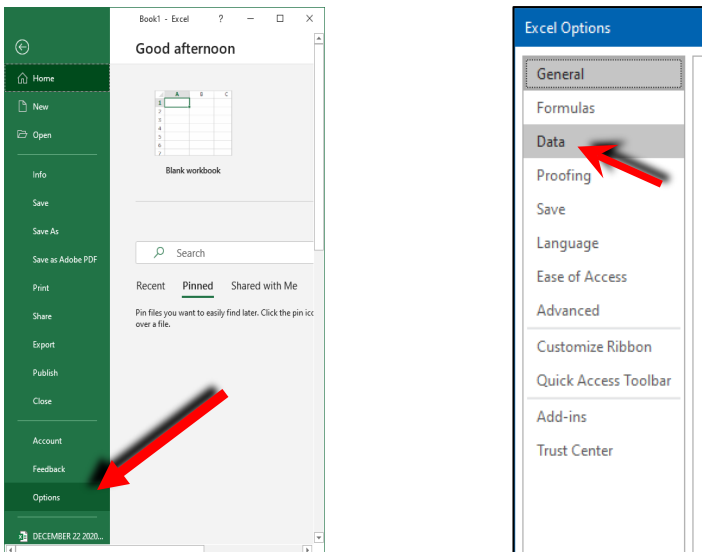 Book1 - Excel ?
Good afternoon
Home
New
Open
Info
Save
Save As
Save as Adobe PDF
Print
Share
Export
Publish
Close
Account
Feedback
Options
DECEMBER 22 2020...
A B C
1
2
3
4
5
6
7
Blank workbook
Search
Recent Pinned Shared with Me
Pin files you want to easily find later. Click the pin icc
over a file.
Excel Options
General
Formulas
Data
Proofing
Save
Language
Ease of Access
Advanced
Customize Ribbon
Quick Access Toolbar
Add-ins
Trust Center